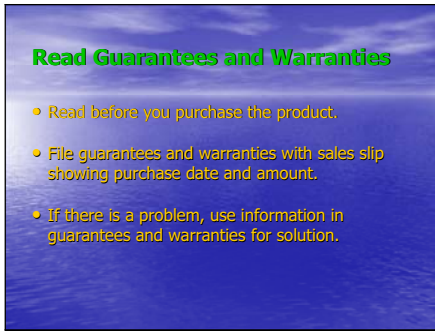 Read Guarantees and Warranties
• Read before you purchase the product.
• File guarantees and warranties with sales slip
showing purchase date and amount.
• If there is a problem, use information in
guarantees and warranties for solution.